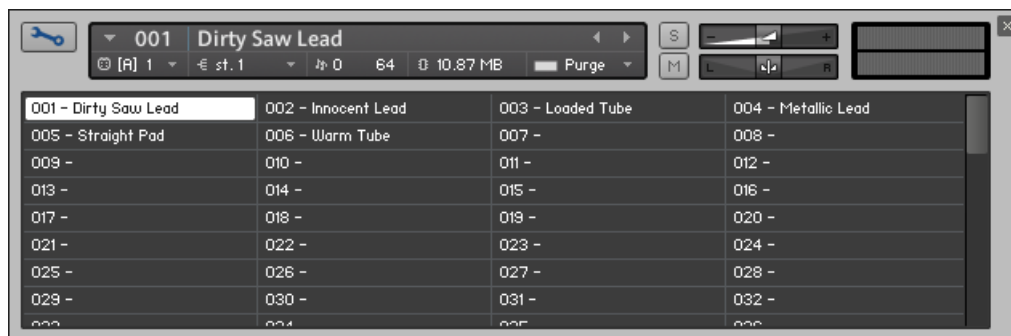 001 Dirty Saw Lead S - +
[A] 1 st. 1 0 64 10.87 MB Purge M L R
001 - Dirty Saw Lead 002 - Innocent Lead 003 - Loaded Tube 004 - Metallic Lead
005 - Straight Pad 006 - Warm Tube 007 - 008 -
009 - 010 - 011 - 012 -
013 - 014 - 015 - 016 -
017 - 018 - 019 - 020 -
021 - 022 - 023 - 024 -
025 - 026 - 027 - 028 -
029 - 030 - 031 - 032 -